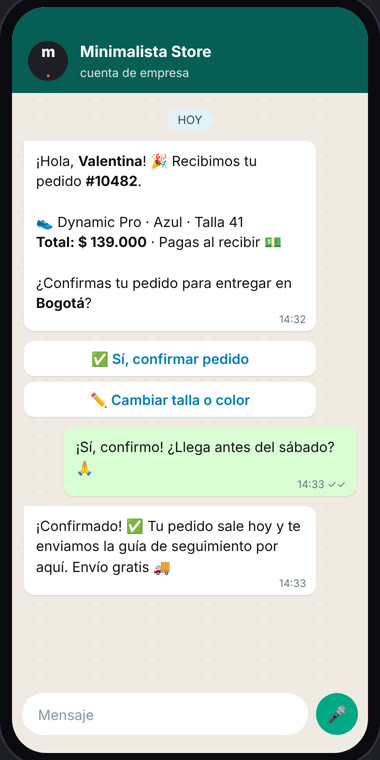 m
Minimalista Store
cuenta de empresa
HOY
¡Hola, Valentina! 🎉 Recibimos tu
pedido #10482.
👟 Dynamic Pro · Azul · Talla 41
Total: $ 139.000 · Pagas al recibir 💵
¿Confirmas tu pedido para entregar en
Bogotá?
14:32
✅ Sí, confirmar pedido
✏️ Cambiar talla o color
¡Sí, confirmo! ¿Llega antes del sábado?
🙏
14:33 ✓✓
¡Confirmado! ✅ Tu pedido sale hoy y te
enviamos la guía de seguimiento por
aquí. Envío gratis 🚚
14:33
Mensaje